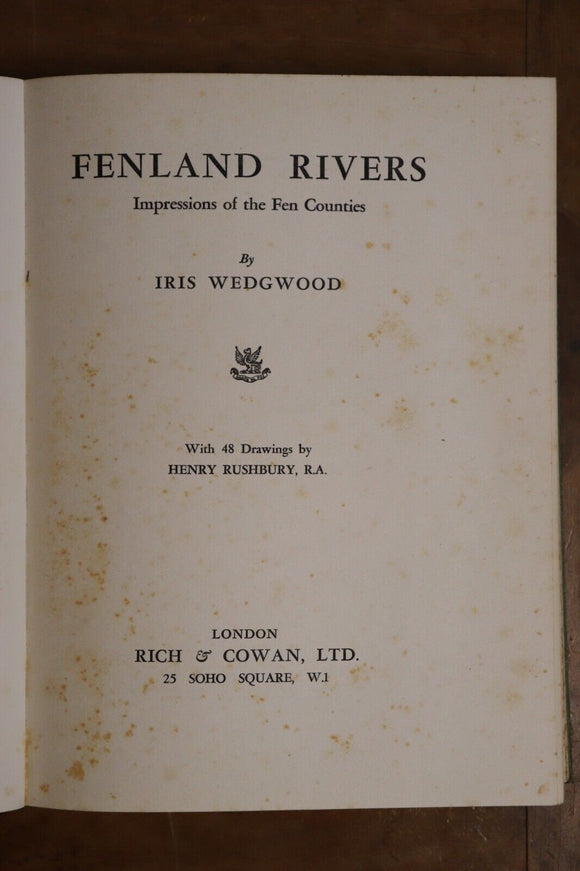 FENLAND RIVERS
Impressions of the Fen Counties
By
IRIS WEDGWOOD
With 48 Drawings by
HENRY RUSHBURY, R.A.
LONDON
RICH & COWAN, LTD.
25 SOHO SQUARE, W.1